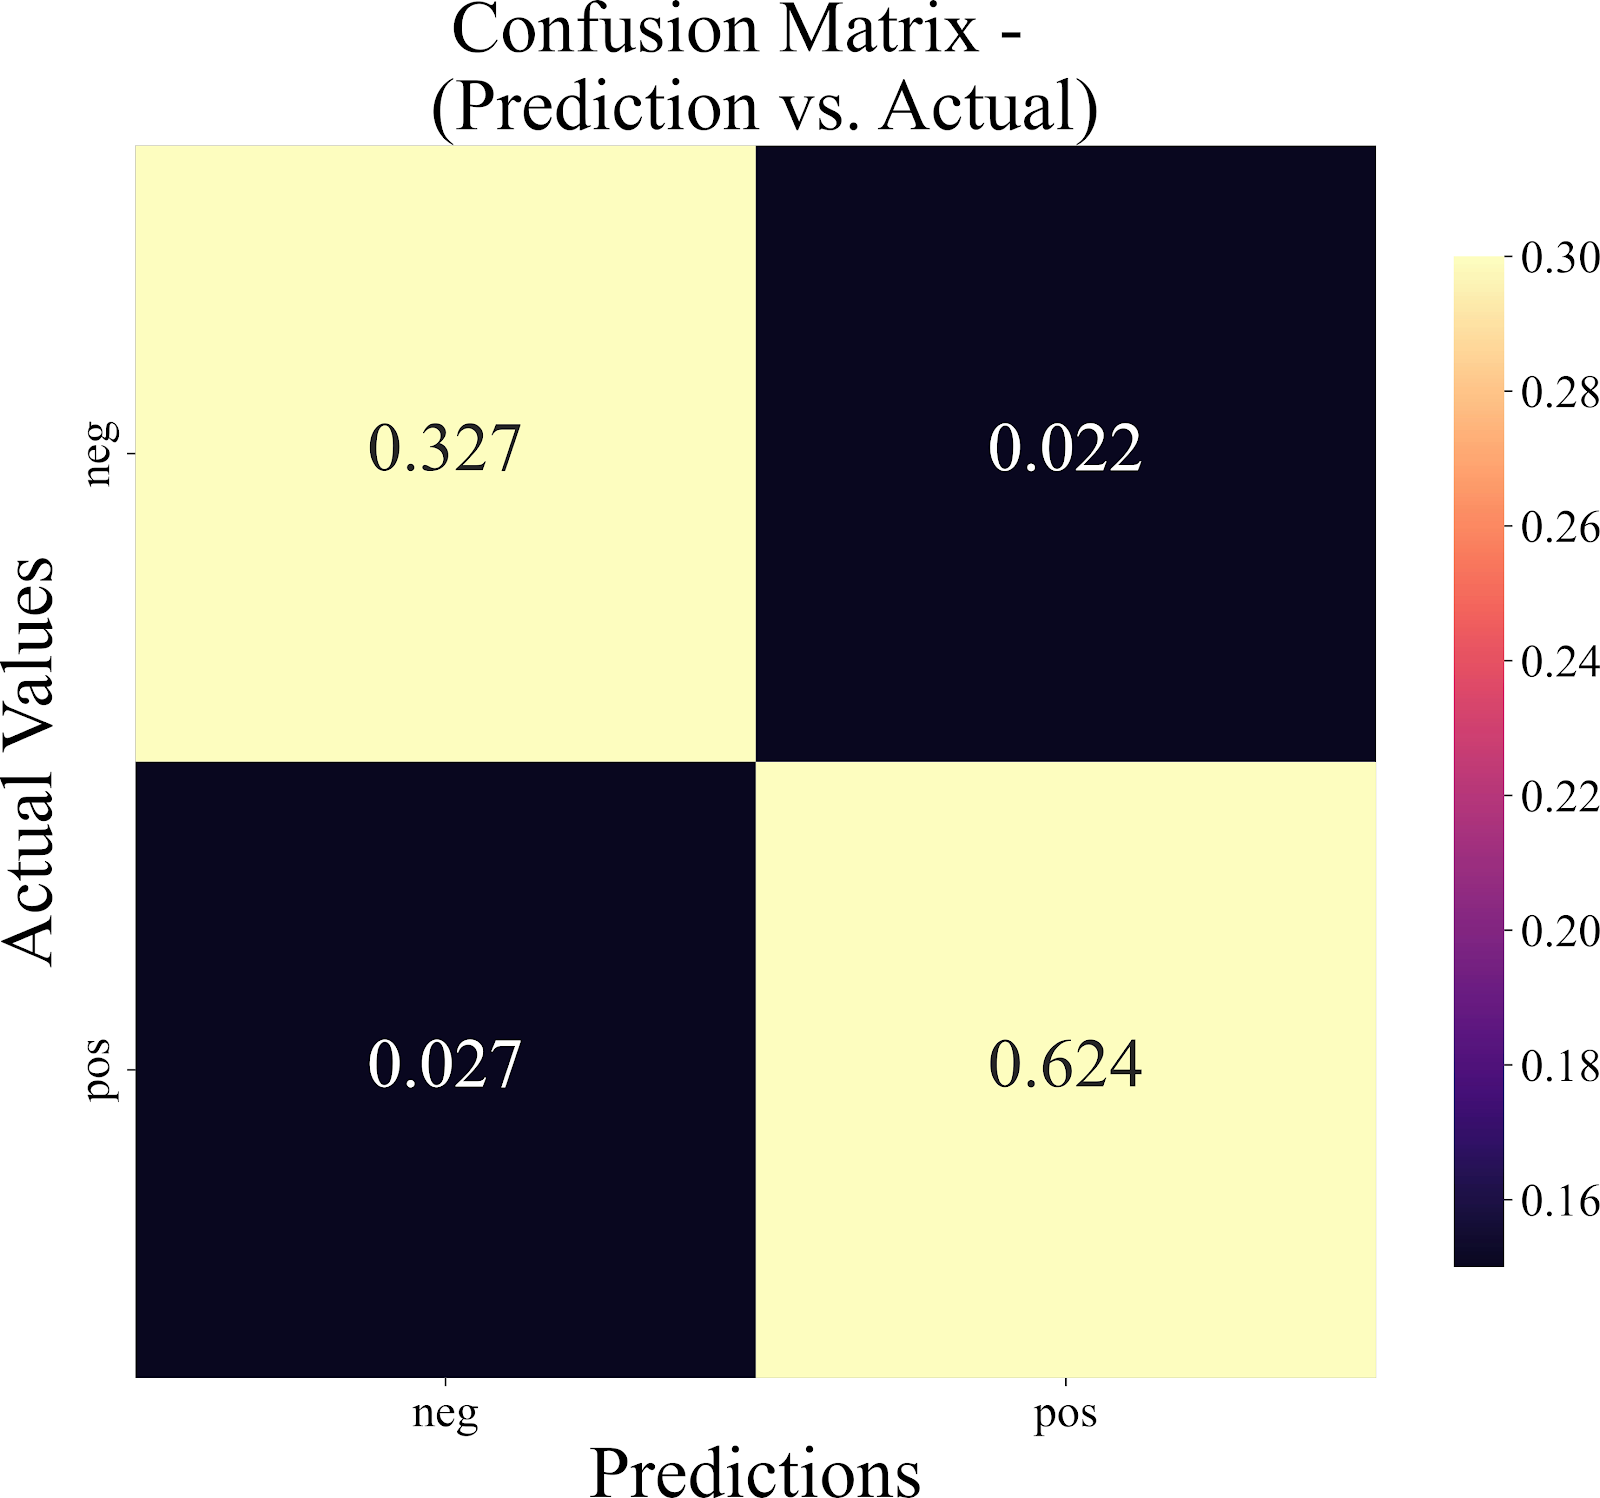 Confusion Matrix -
(Prediction vs. Actual)
Actual Values
neg
0.327
0.022
pos
0.027
0.624
neg
pos
Predictions
0.30
0.28
0.26
0.24
0.22
0.20
0.18
0.16